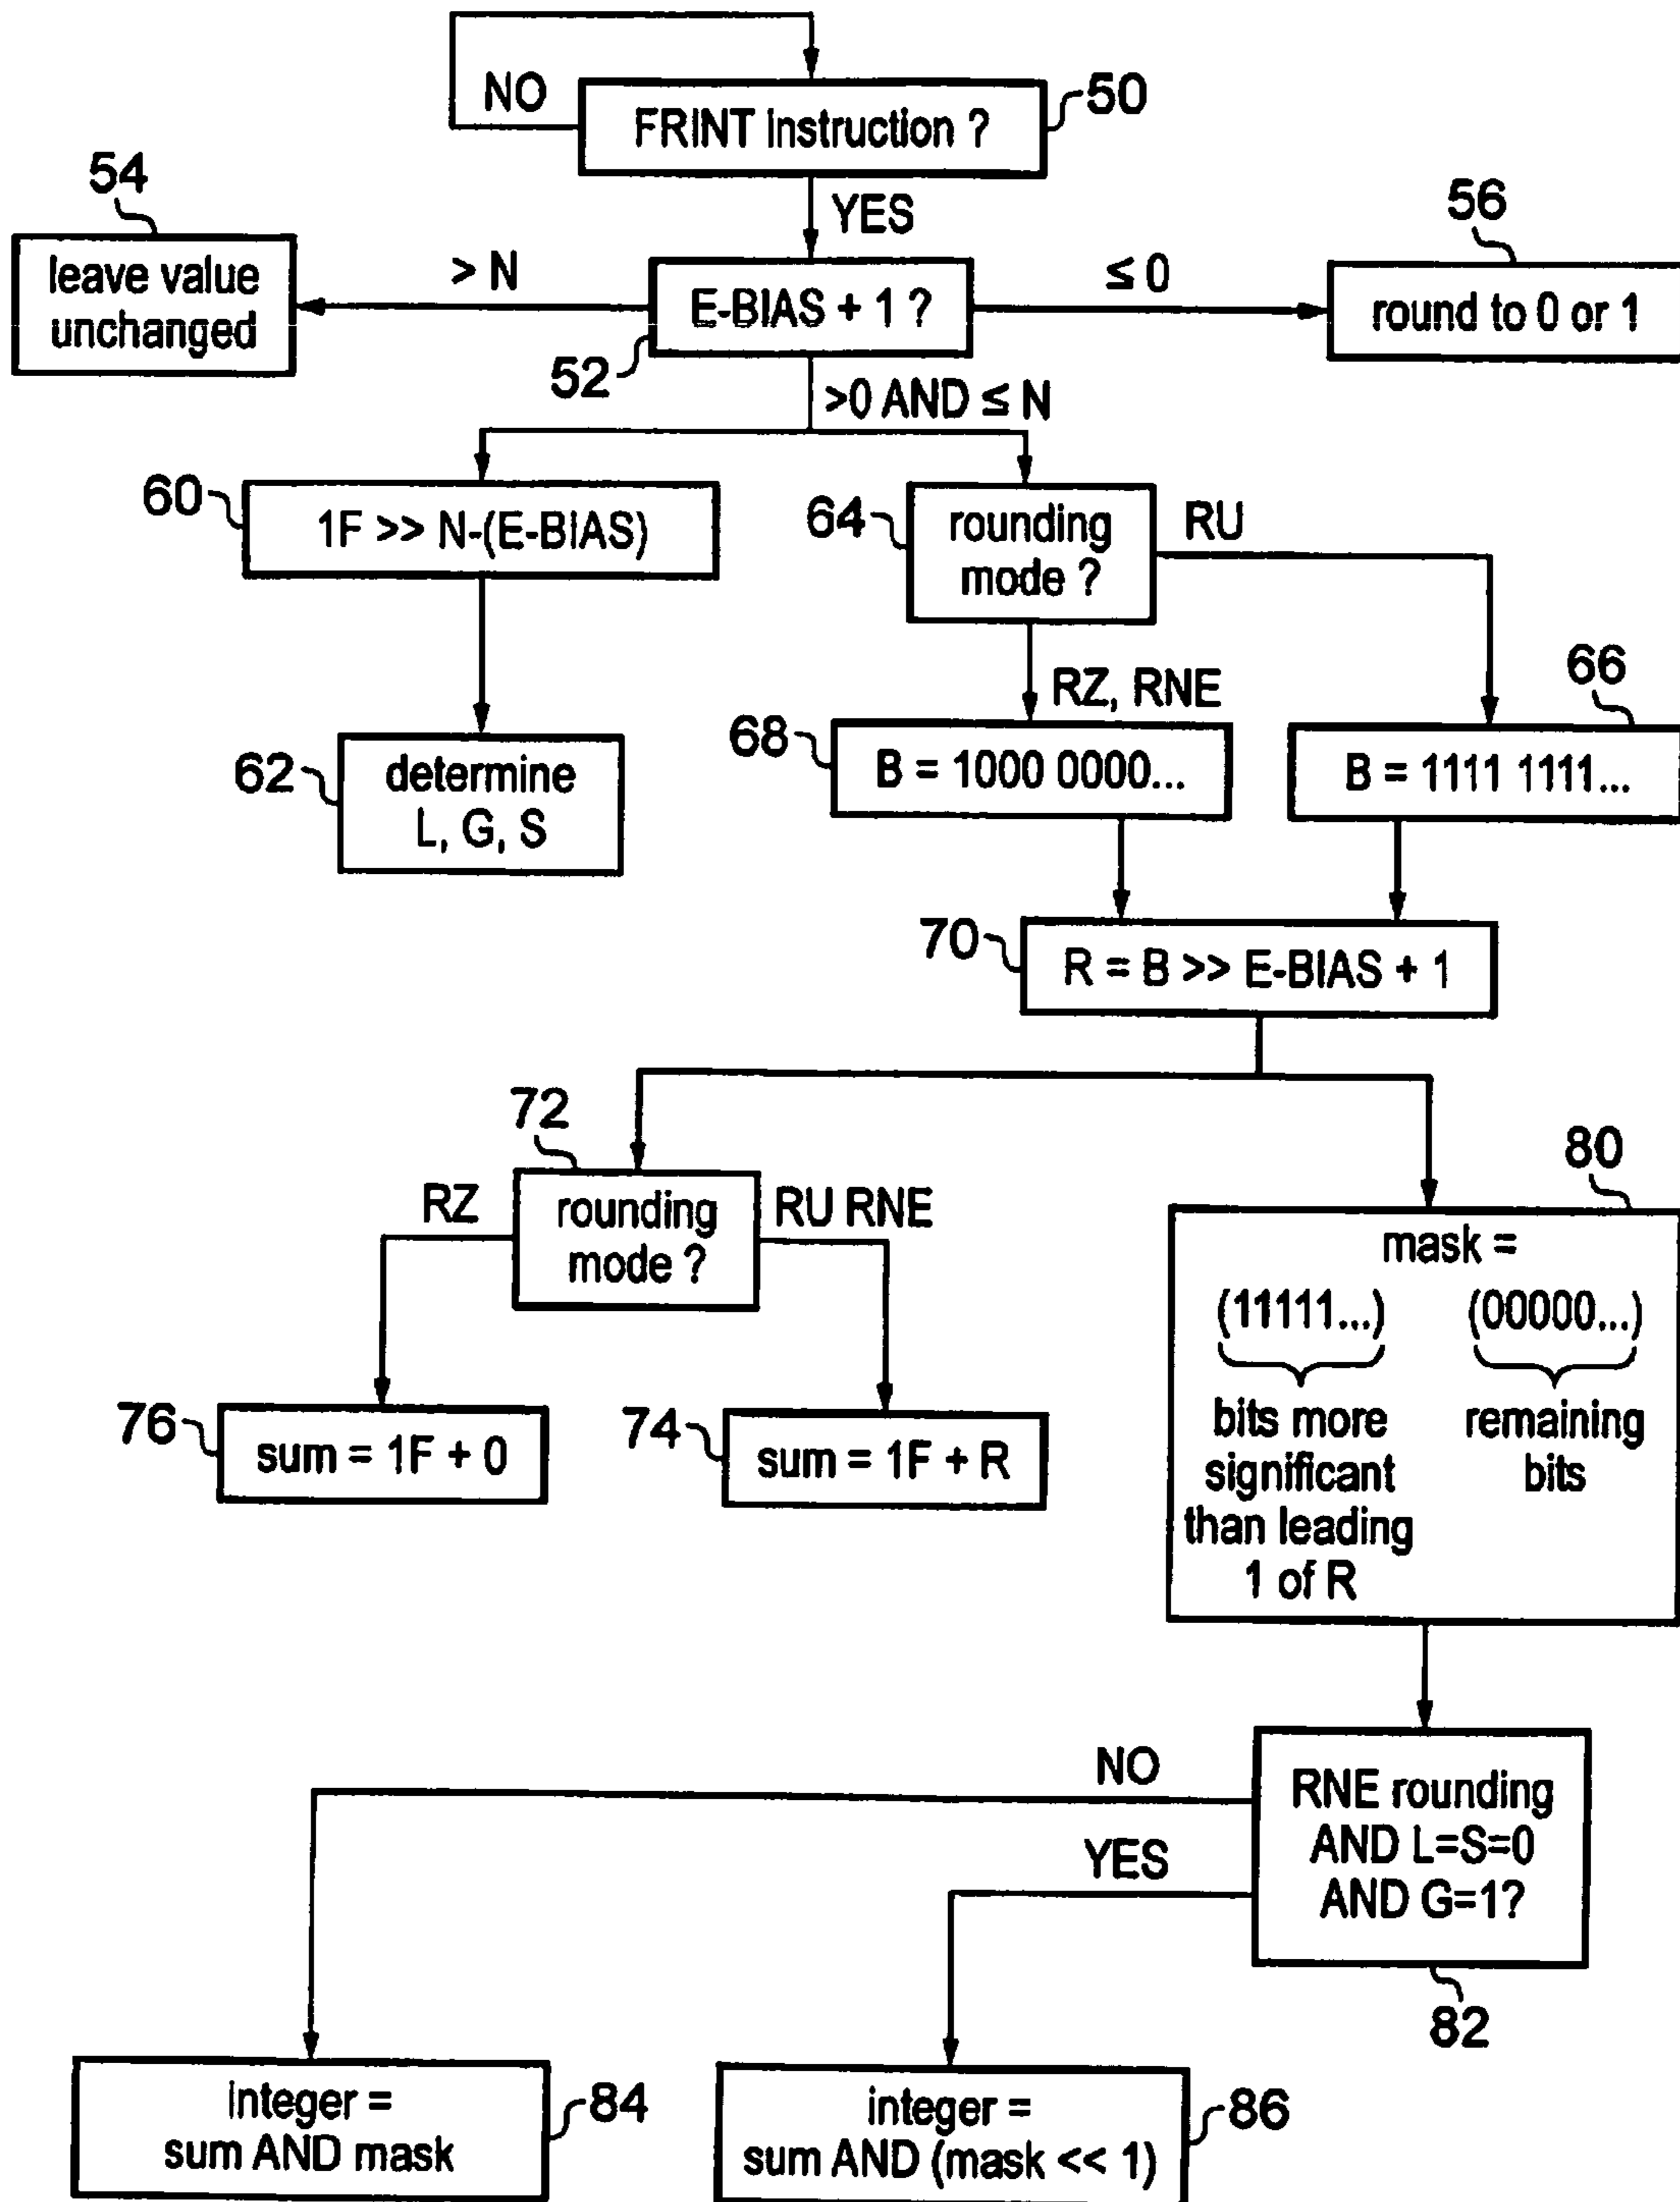 NO
FRINT instruction ?
50
YES
54
leave value
unchanged
> N
E-BIAS + 1 ?
52
≤ 0
56
round to 0 or 1
>0 AND ≤ N
60
1F >> N-(E-BIAS)
64
rounding
mode ?
RU
RZ, RNE
62
determine
L, G, S
68
B = 1000 0000...
66
B = 1111 1111...
70
R = B >> E-BIAS + 1
72
RZ
rounding
mode ?
RU RNE
76
sum = 1F + 0
74
sum = 1F + R
80
mask =
(11111...) (00000...)
bits more
significant
than leading
1 of R
remaining
bits
NO
YES
RNE rounding
AND L=S=0
AND G=1?
82
integer =
sum AND mask
84
integer =
sum AND (mask << 1)
86